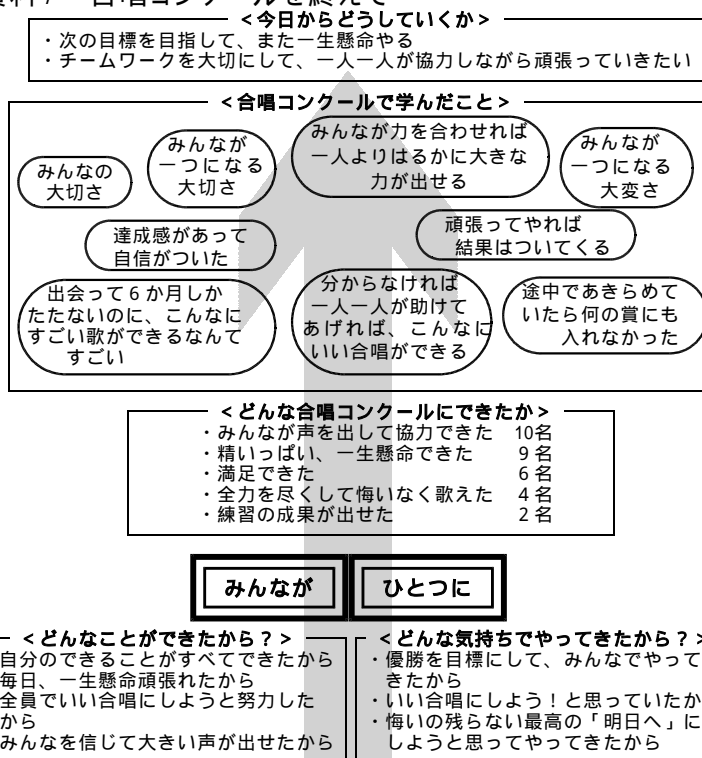 合唱コンクールを終えて
<今日からどうしていくか>
・次の目標を目指して、また一生懸命やる
・チームワークを大切にして、一人一人が協力しながら頑張っていきたい
<合唱コンクールで学んだこと>
みんなの
大切さ
みんなが
一つになる
大切さ
みんなが力を合わせれば
一人よりはるかに大きな
力が出せる
みんなが
一つになる
大変さ
達成感があって
自信がついた
頑張ってやれば
結果はついてくる
出会って6か月しか
たたないのに、こんなに
すごい歌ができるなんて
すごい
分からなければ
一人一人が助けて
あげれば、こんなに
いい合唱ができる
途中であきらめて
いたら何の賞にも
入れなかった
<どんな合唱コンクールにできたか>
・みんなが声を出して協力できた 10名
・精いっぱい、一生懸命できた 9名
・満足できた 6名
・全力を尽くして悔いなく歌えた 4名
・練習の成果が出せた 2名
みんなが ひとつに
<どんなことができたから?>
自分のできることがすべてできたから
毎日、一生懸命頑張れたから
全員でいい合唱にしようと努力した
から
みんなを信じて大きい声が出せたから
<どんな気持ちでやってきたから?>
・優勝を目標にして、みんなでやって
きたから
・いい合唱にしよう!と思っていたか
・悔いの残らない最高の「明日へ」に
しようと思ってやってきたから